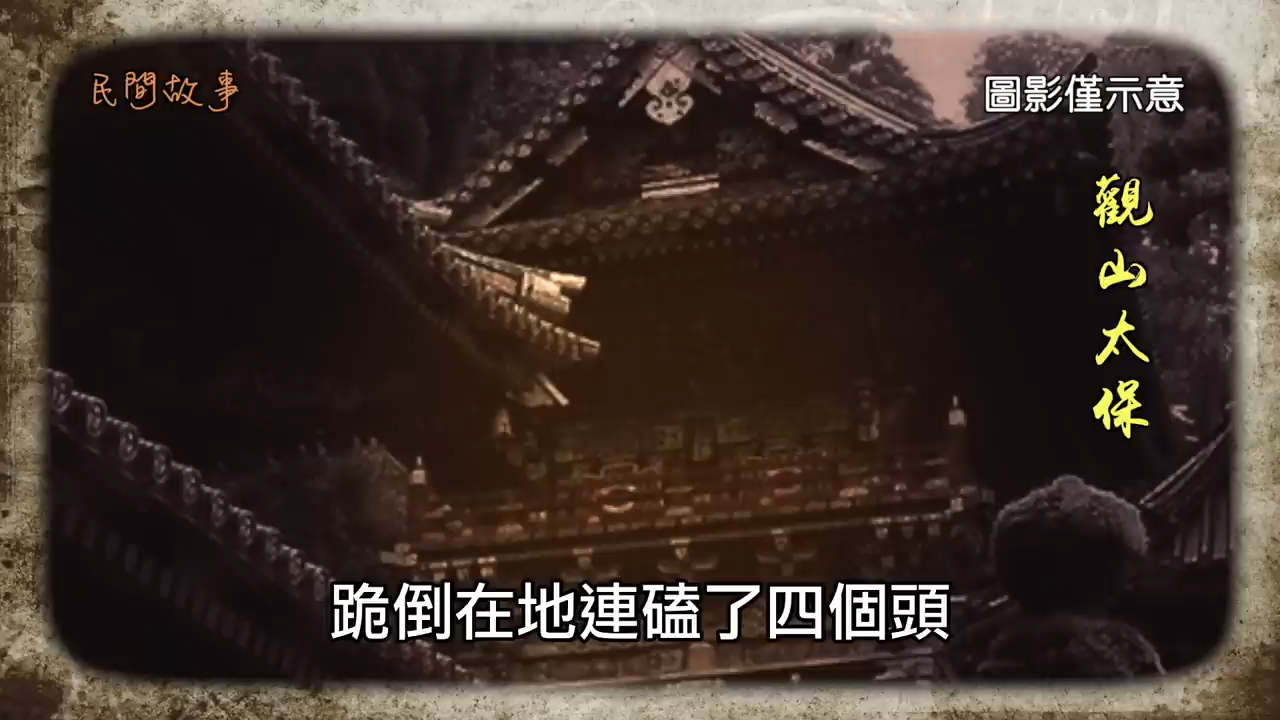 民間故事
圖影僅示意
觀山太保
跪倒在地連磕了四個頭